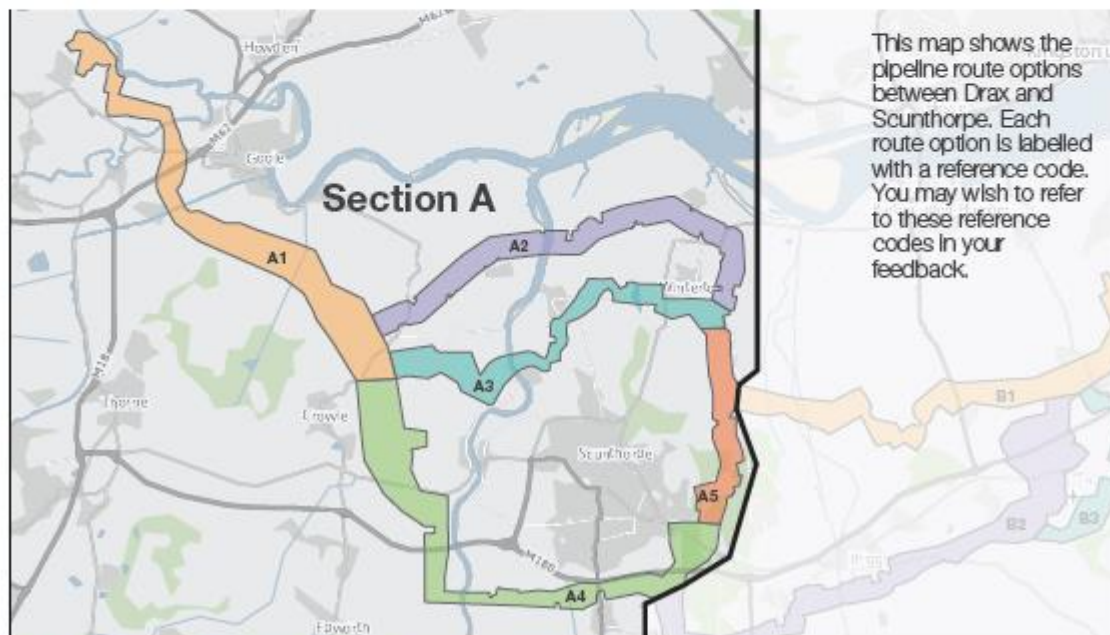 M62
Howden
M62
Goole
Section A
A2
A1
A3
M18
Thorne
Crowle
Scunthorpe
A5
M180
A4
Epworth
This map shows the
pipeline route options
between Drax and
Scunthorpe. Each
route option is labelled
with a reference code.
You may wish to refer
to these reference
codes in your
feedback.
B1
B2
B3